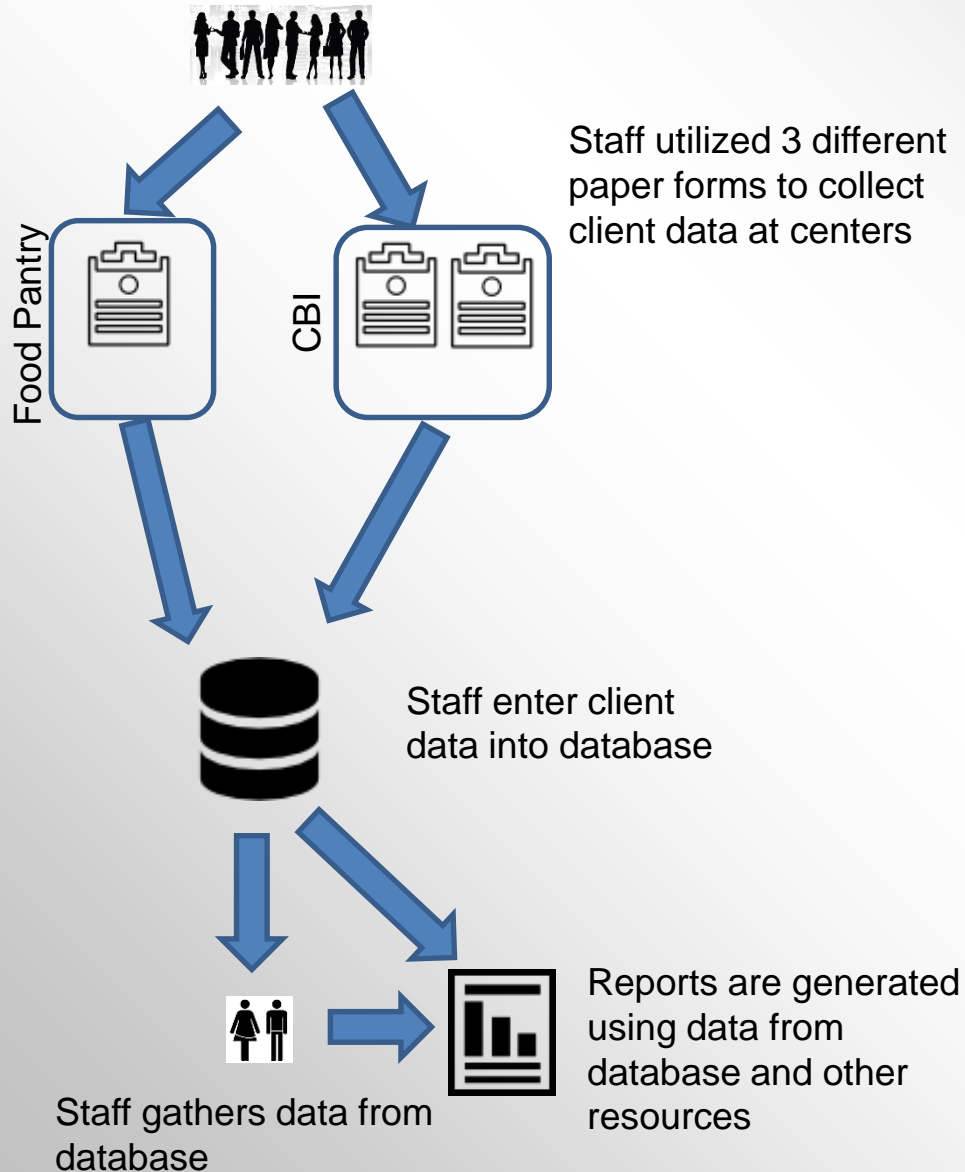 Staff utilized 3 different
paper forms to collect
client data at centers
Food Pantry
CBI
Staff enter client
data into database
Reports are generated
using data from
database and other
resources
Staff gathers data from
database